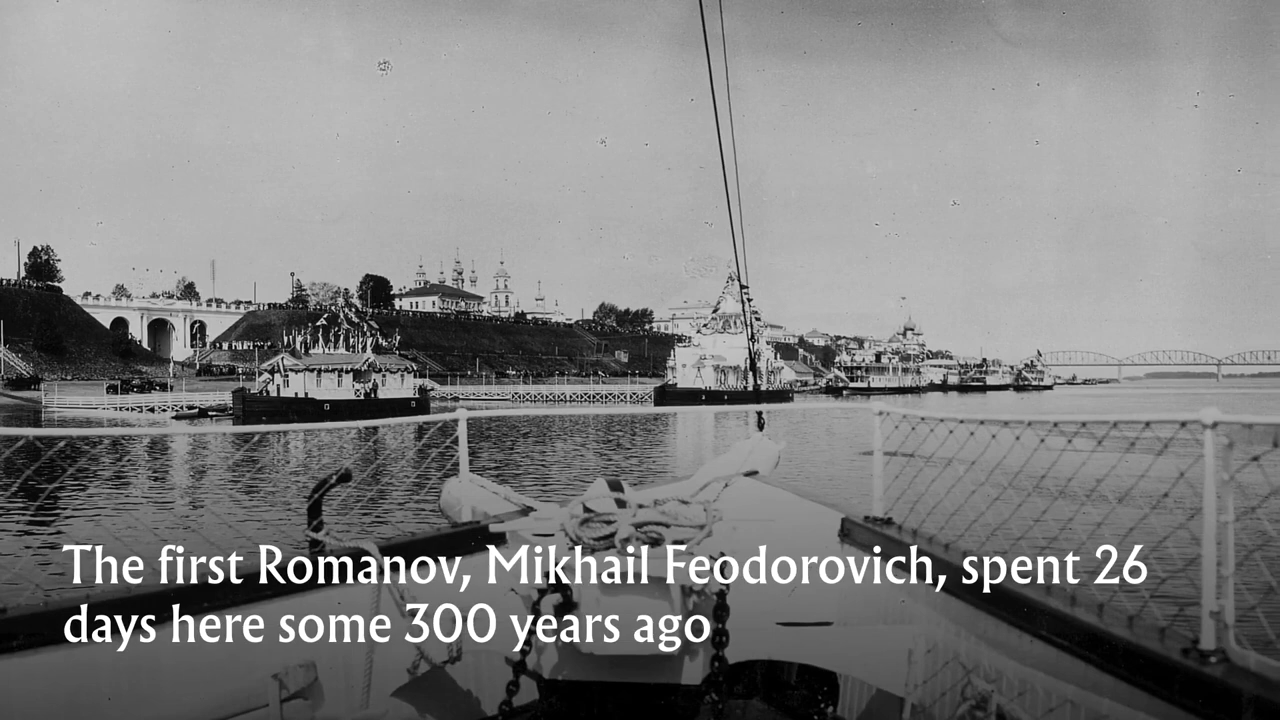 The first Romanov, Mikhail Feodorovich, spent 26
days here some 300 years ago